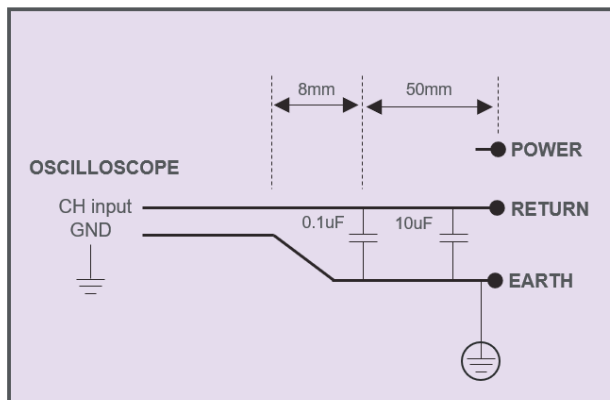 8mm
50mm
POWER
OSCILLOSCOPE
CH input
RETURN
0.1uF
10uF
GND
EARTH